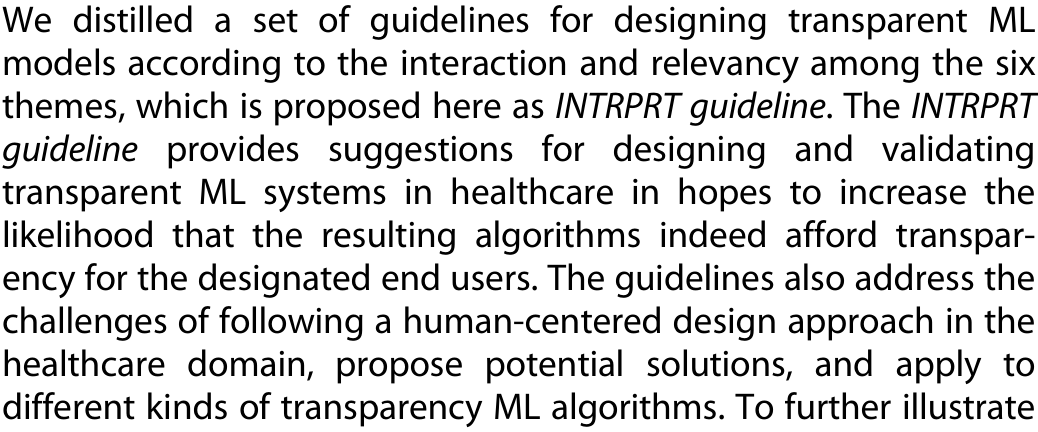 We distilled a set of guidelines for designing transparent ML
models according to the interaction and relevancy among the six
themes, which is proposed here as INTRPRT guideline. The INTRPRT
guideline provides suggestions for designing and validating
transparent ML systems in healthcare in hopes to increase the
likelihood that the resulting algorithms indeed afford transpar-
ency for the designated end users. The guidelines also address the
challenges of following a human-centered design approach in the
healthcare domain, propose potential solutions, and apply to
different kinds of transparency ML algorithms. To further illustrate